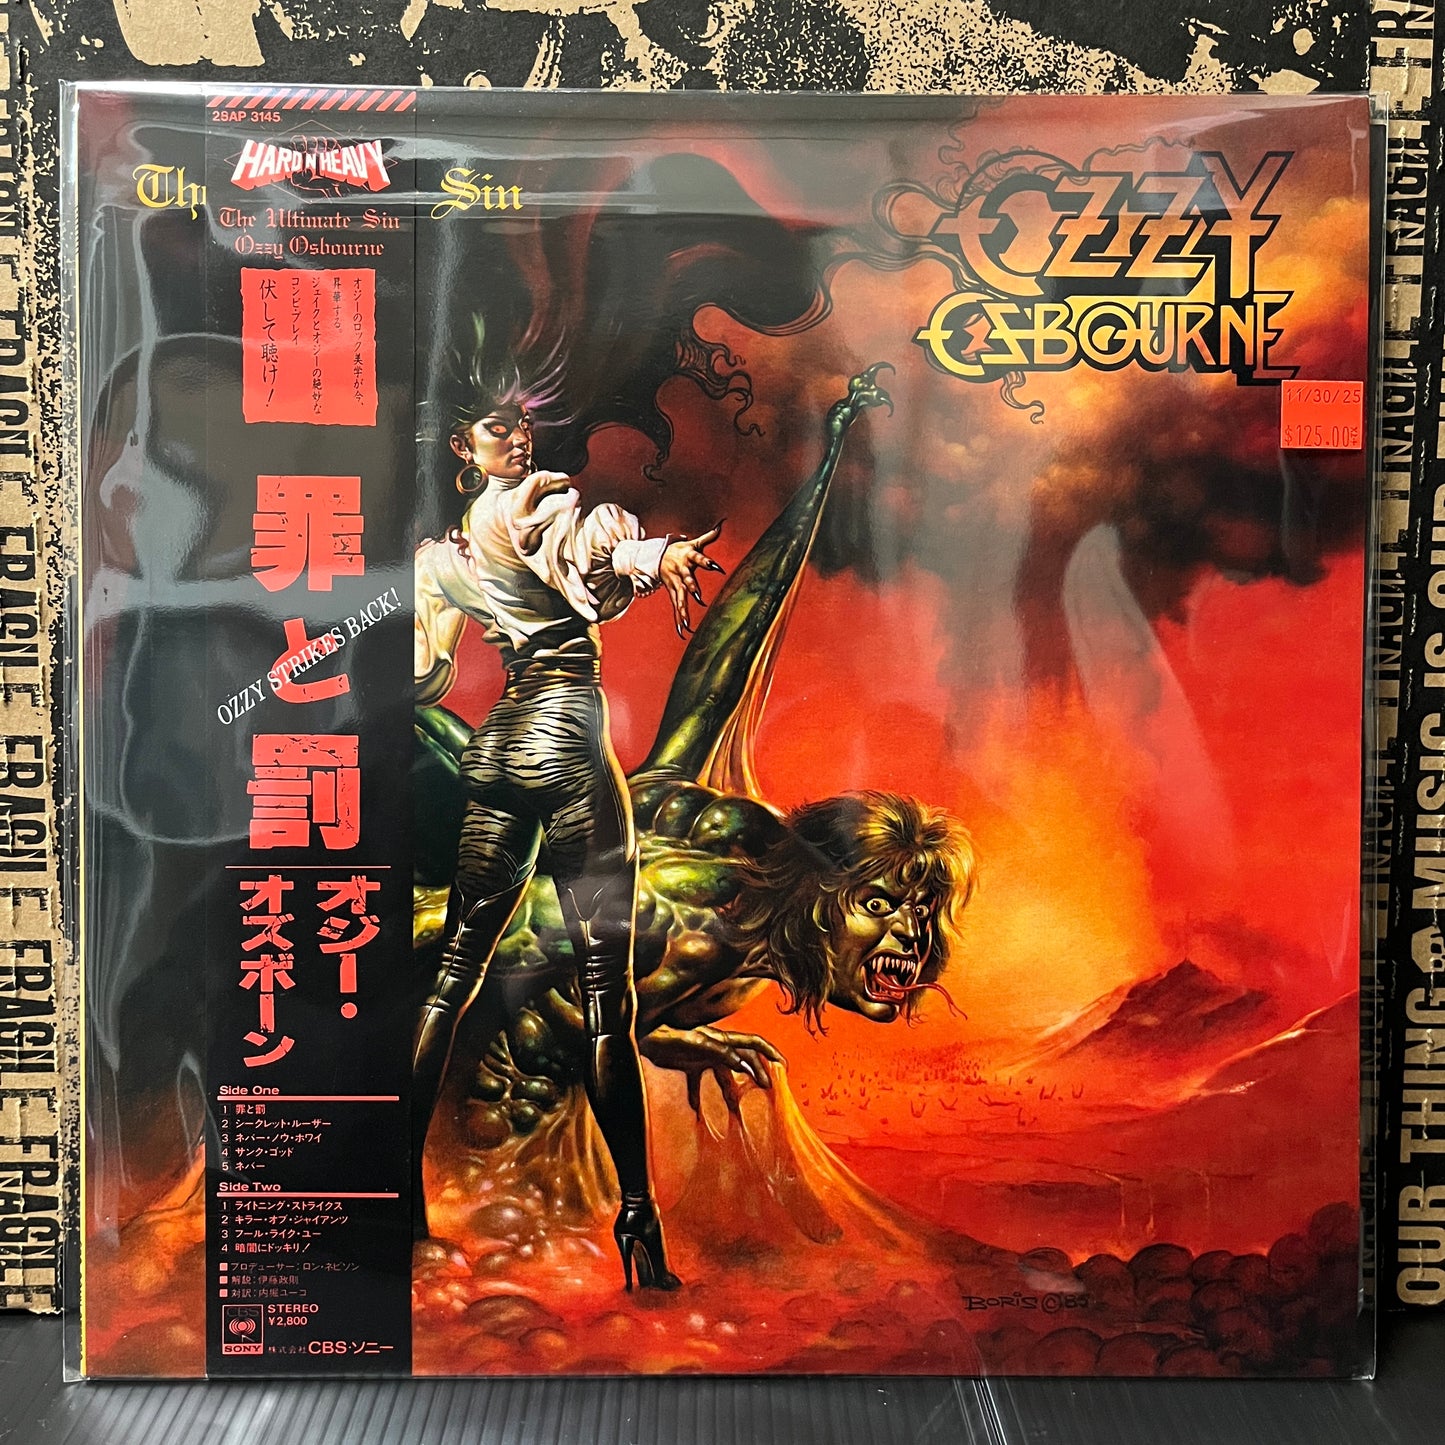 28AP 3145
HARD N HEAVY
The Ultimate Sin
Ozzy Osbourne
オジーのロック美学が今、
昇華する。
ジェイクとオジーの絶妙な
コンビ・プレイ
伏して聴け!
罪と罰
OZZY STRIKES BACK!
オジー・
オズボーン
Side One
1 罪と罰
2 シークレット・ルーザー
3 ネバー・ノウ・ホワイ
4 サンク・ゴッド
5 ネバー
Side Two
1 ライトニング・ストライクス
2 キラー・オブ・ジャイアンツ
3 フール・ライク・ユー
4 暗闇にドッキリ!
■プロデューサー:ロン・ネビソン
■解説:伊藤政則
■対訳:内堀ユーコ
CBS
SONY
STEREO
¥2,800
株式会社 CBS・ソニー
Th
Sin
OZZY
OSBOURNE
11/30/25
$125.00
BORIS ©85
FRAGILE FRAGILE FRAGILE
OUR THING MUSIC IS OUR